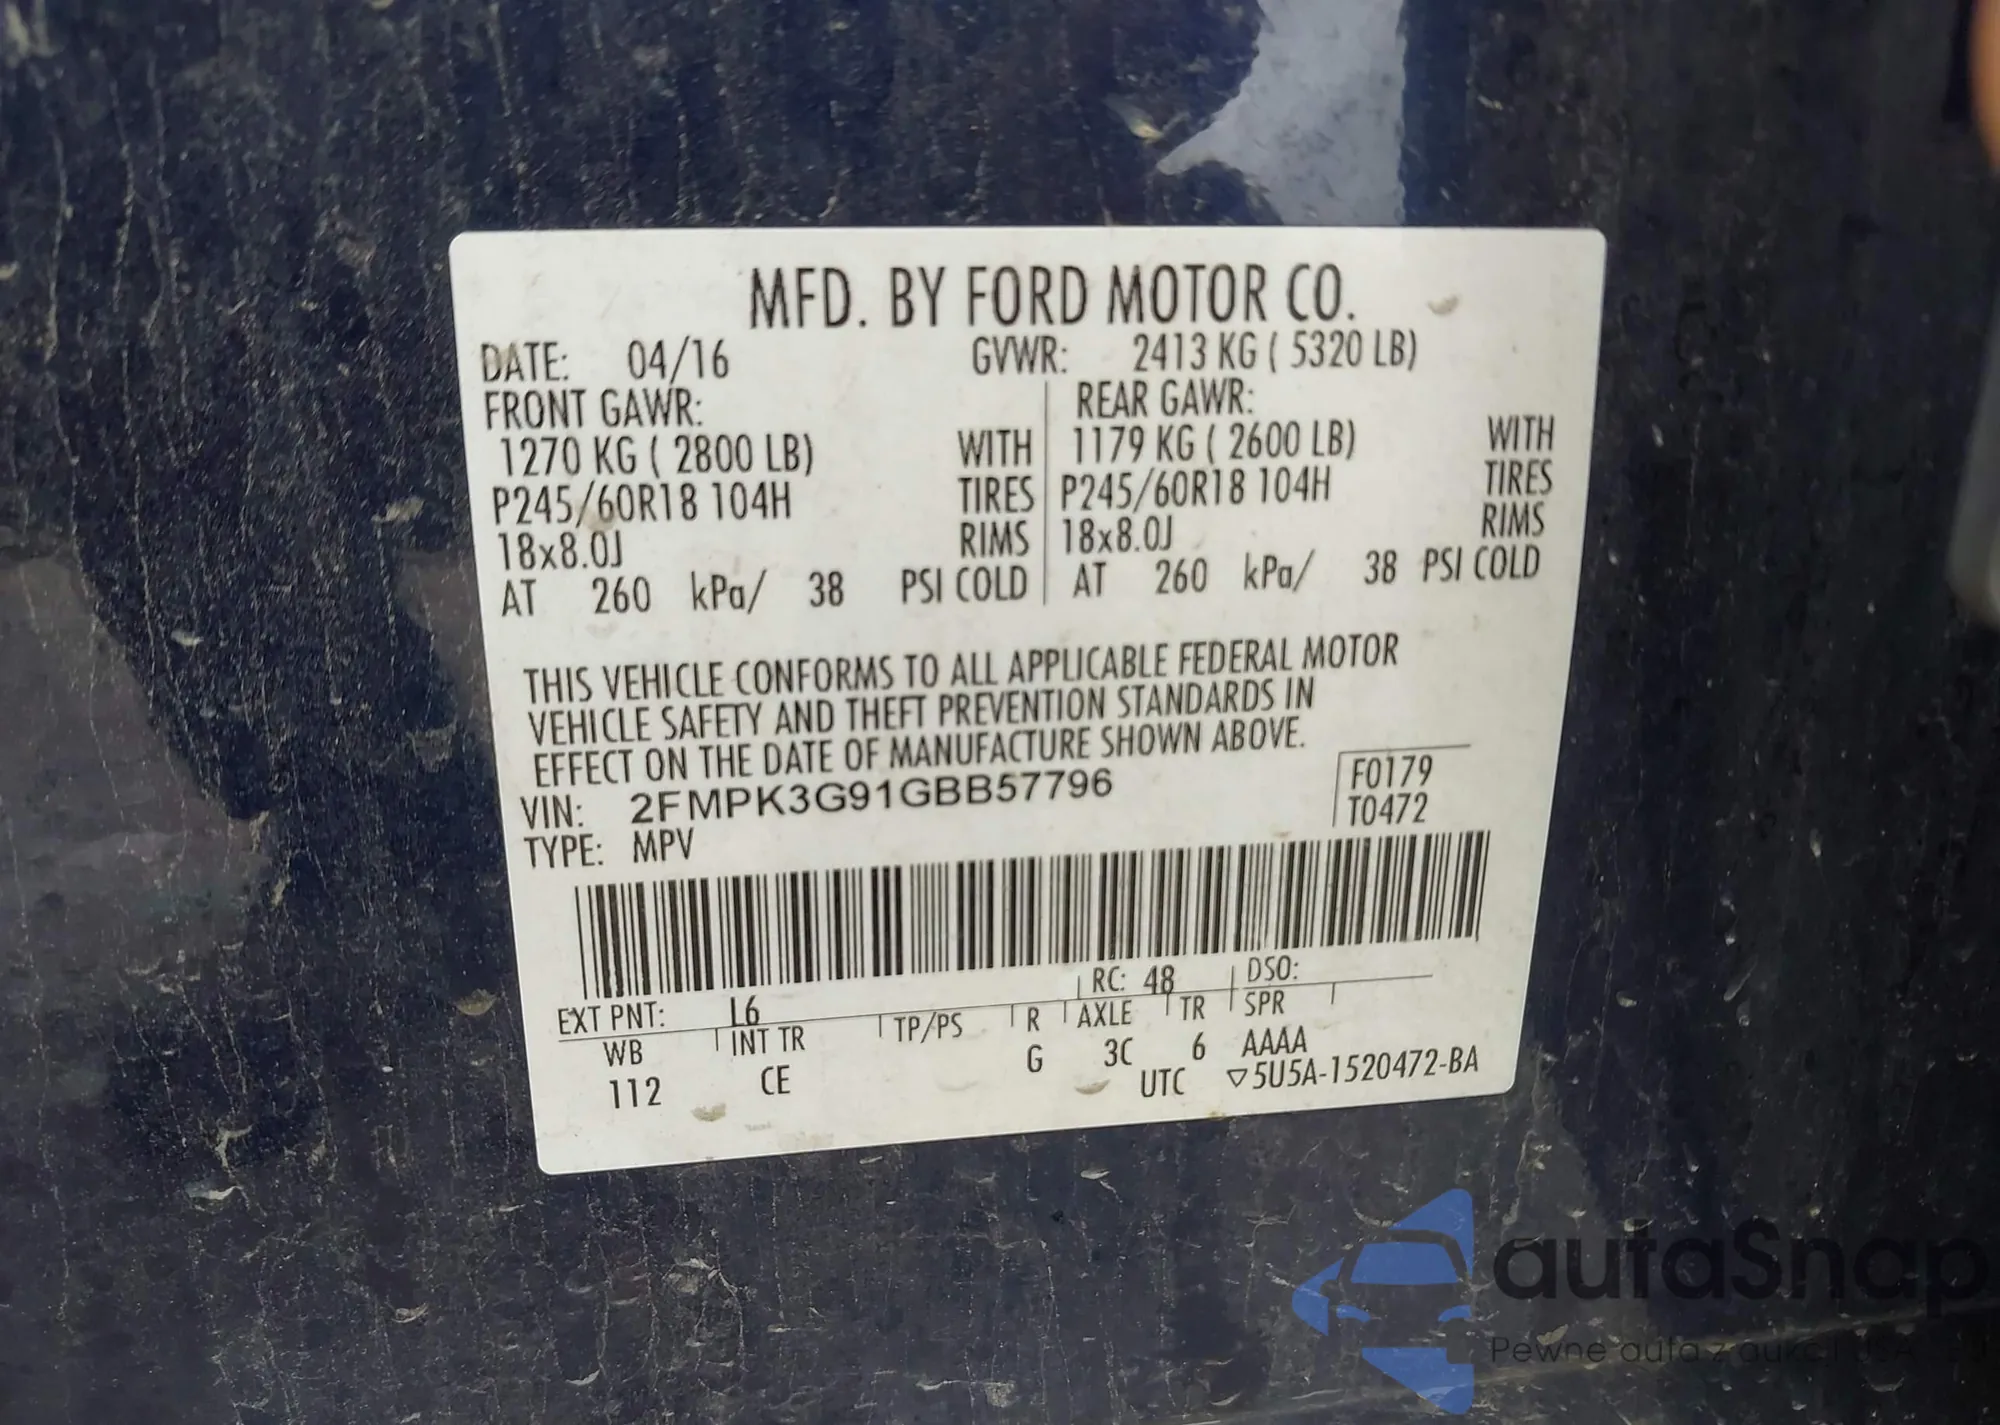 MFD. BY FORD MOTOR CO.
DATE: 04/16 GVWR: 2413 KG ( 5320 LB)
FRONT GAWR: REAR GAWR:
1270 KG ( 2800 LB) WITH 1179 KG ( 2600 LB) WITH
P245/60R18 104H TIRES P245/60R18 104H TIRES
18x8.0J RIMS 18x8.0J RIMS
AT 260 kPa/ 38 PSI COLD AT 260 kPa/ 38 PSI COLD
THIS VEHICLE CONFORMS TO ALL APPLICABLE FEDERAL MOTOR
VEHICLE SAFETY AND THEFT PREVENTION STANDARDS IN
EFFECT ON THE DATE OF MANUFACTURE SHOWN ABOVE.
VIN: 2FMPK3G91GBB57796 F0179
TYPE: MPV T0472
EXT PNT: L6 RC: 48 DSO:
WB INT TR TP/PS R AXLE TR SPR
112 CE G 3C 6 AAAA
UTC ▽5U5A-1520472-BA
autaSnap
Pewne auta z aukcji